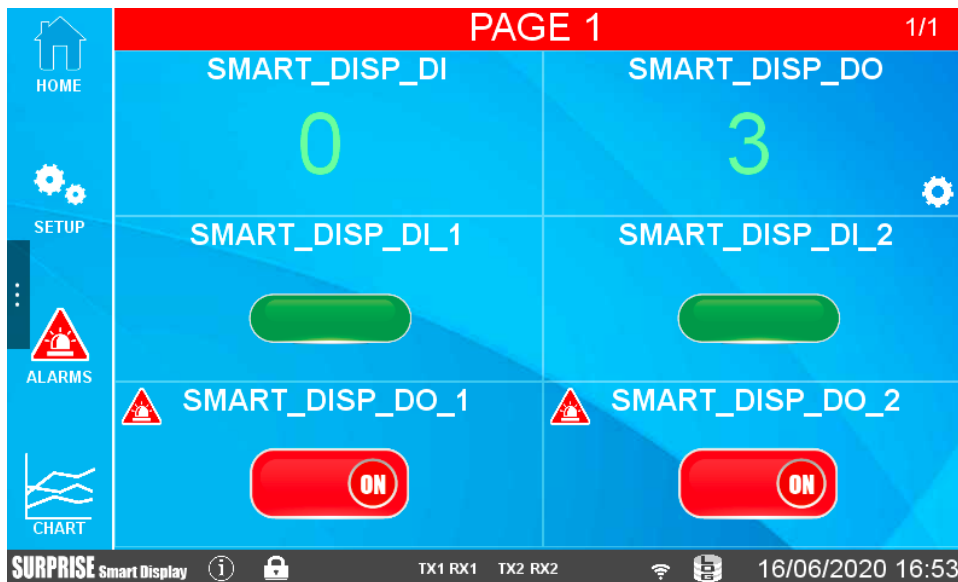 PAGE 1
1/1
HOME
SETUP
ALARMS
CHART
SMART_DISP_DI
SMART_DISP_DO
0
3
SMART_DISP_DI_1
SMART_DISP_DI_2
SMART_DISP_DO_1
SMART_DISP_DO_2
ON
ON
SURPRISE Smart Display
i
TX1 RX1 TX2 RX2
16/06/2020 16:53